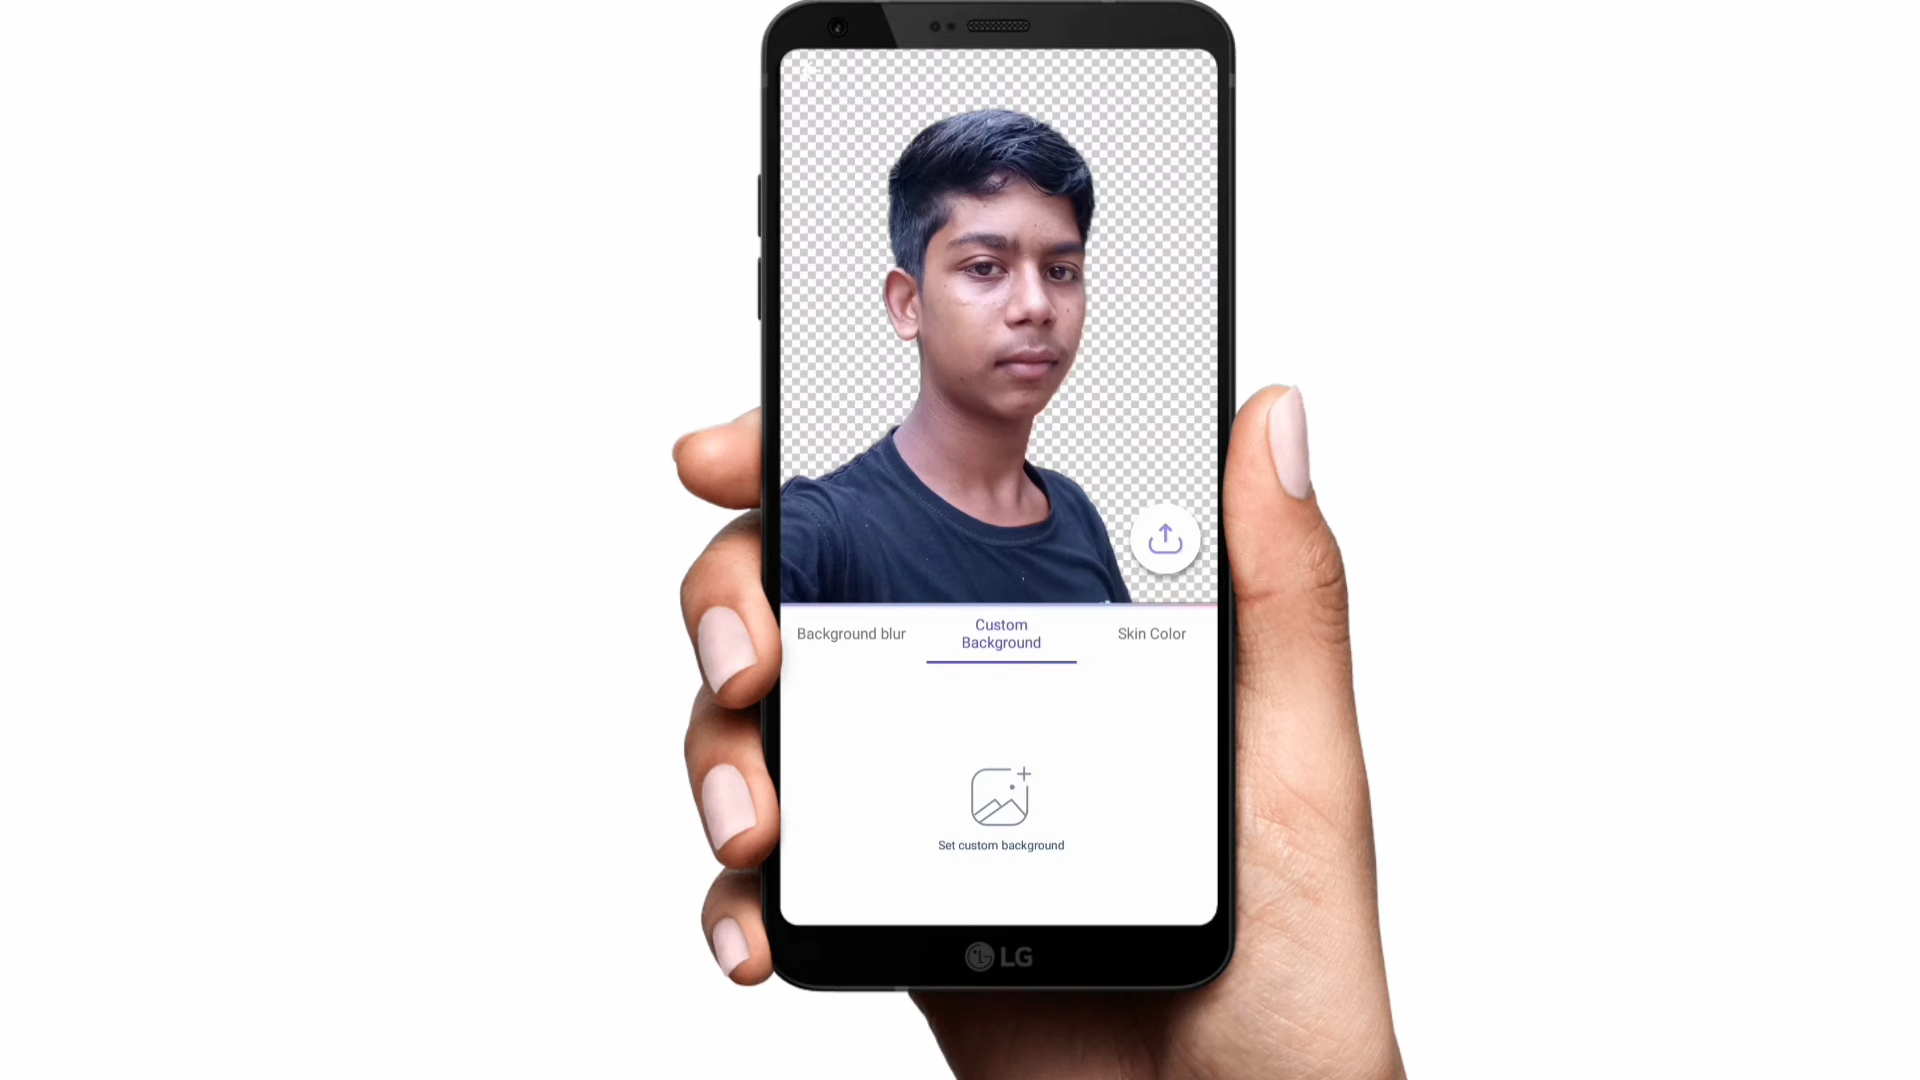 Background blur
Custom
Background
Skin Color
Set custom background
LG